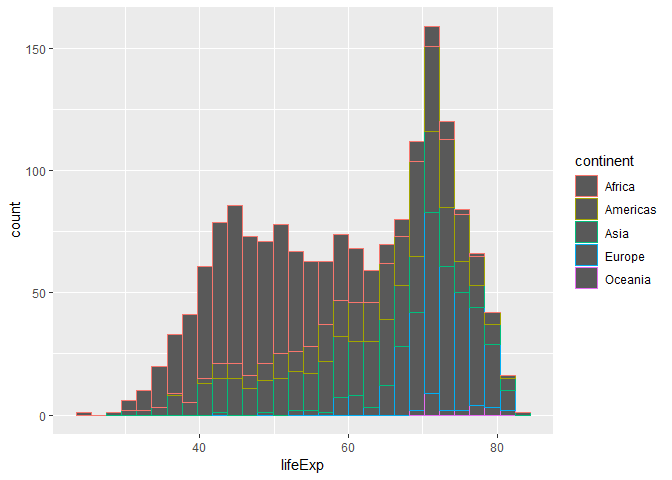 150
100
50
0
count
40
60
80
lifeExp
continent
Africa
Americas
Asia
Europe
Oceania